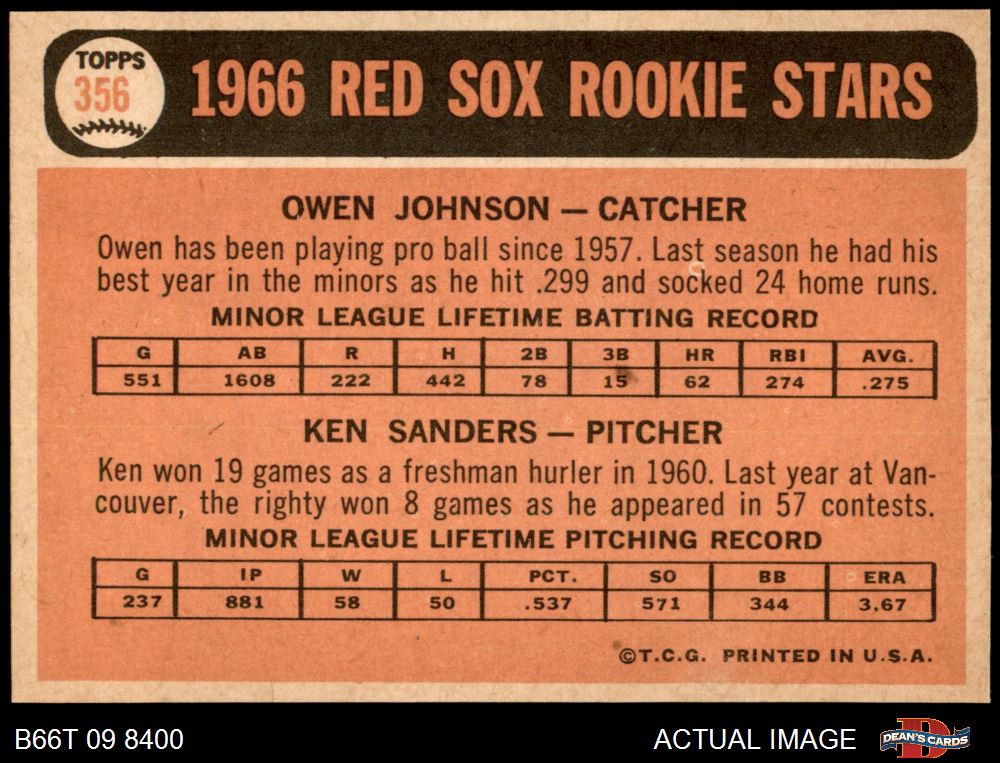 TOPPS
356
1966 RED SOX ROOKIE STARS
OWEN JOHNSON — CATCHER
Owen has been playing pro ball since 1957. Last season he had his
best year in the minors as he hit .299 and socked 24 home runs.
MINOR LEAGUE LIFETIME BATTING RECORD
G AB R H 2B 3B HR RBI AVG.
551 1608 222 442 78 15 62 274 .275
KEN SANDERS — PITCHER
Ken won 19 games as a freshman hurler in 1960. Last year at Van-
couver, the righty won 8 games as he appeared in 57 contests.
MINOR LEAGUE LIFETIME PITCHING RECORD
G IP W L PCT. SO BB ERA
237 881 58 50 .537 571 344 3.67
©T.C.G. PRINTED IN U.S.A.
B66T 09 8400 ACTUAL IMAGE D DEAN'S CARDS